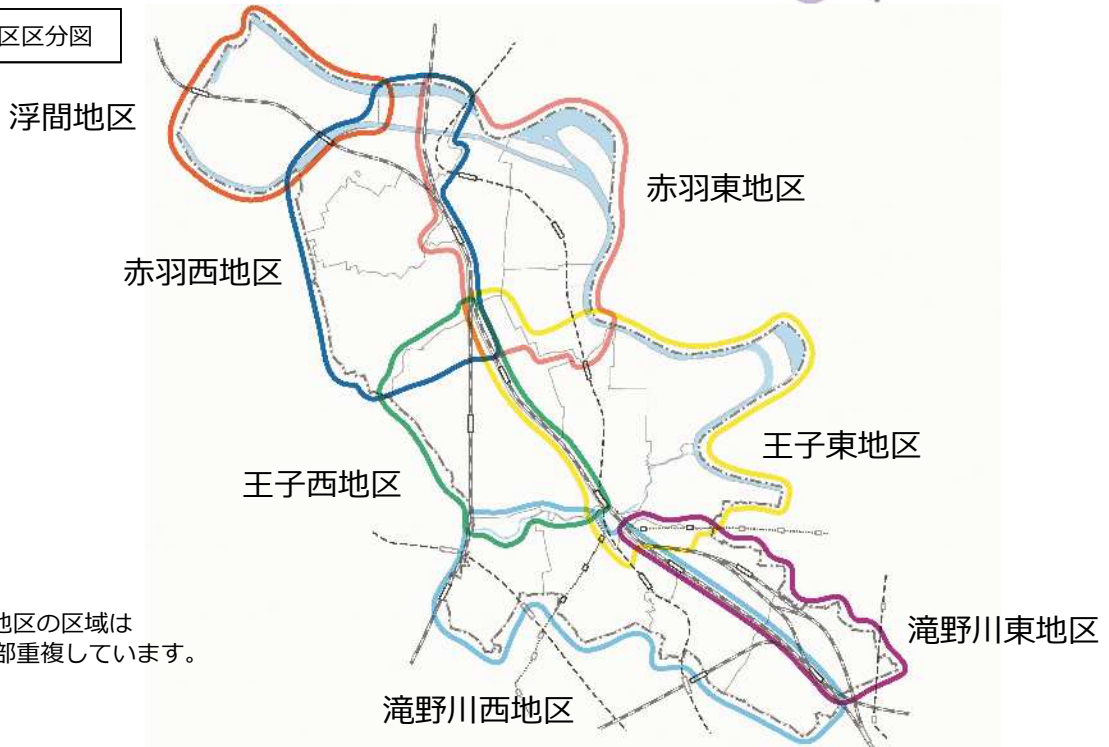 区区分図
浮間地区
赤羽東地区
赤羽西地区
王子東地区
王子西地区
地区の区域は
部重複しています。
滝野川東地区
滝野川西地区